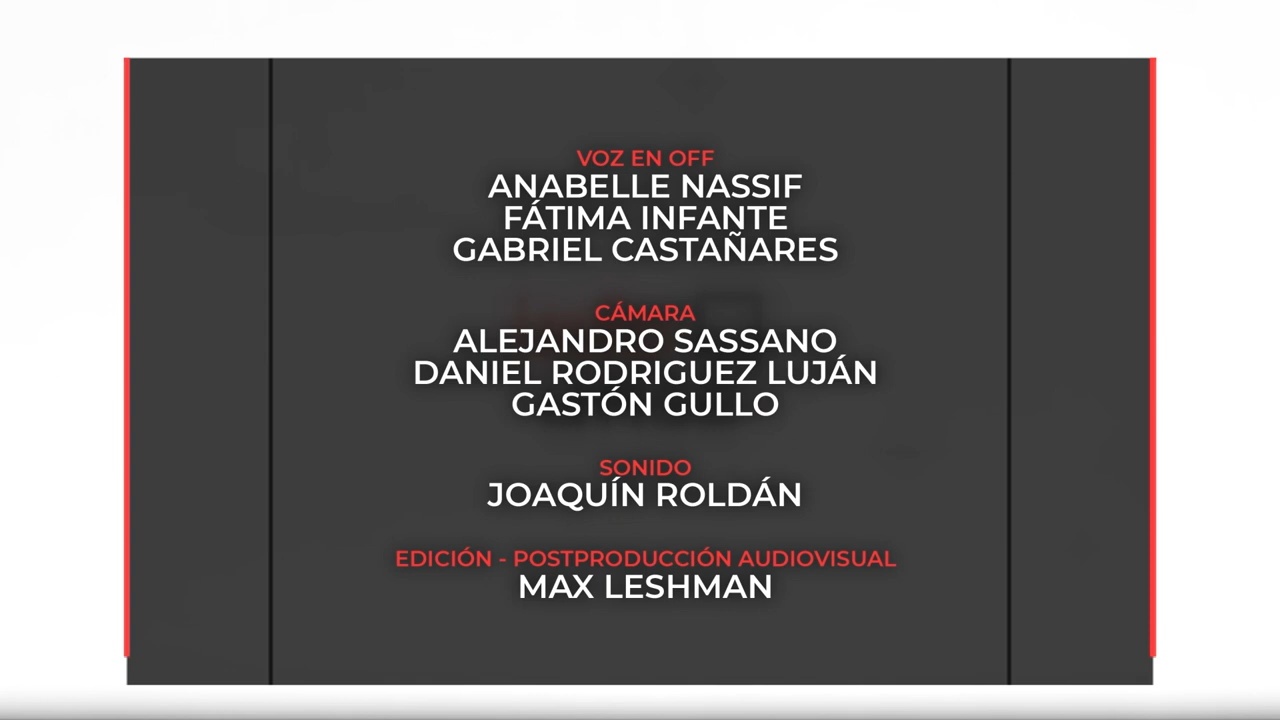 VOZ EN OFF
ANABELLE NASSIF
FÁTIMA INFANTE
GABRIEL CASTAÑARES
CÁMARA
ALEJANDRO SASSANO
DANIEL RODRIGUEZ LUJÁN
GASTÓN GULLO
SONIDO
JOAQUÍN ROLDÁN
EDICIÓN - POSTPRODUCCIÓN AUDIOVISUAL
MAX LESHMAN